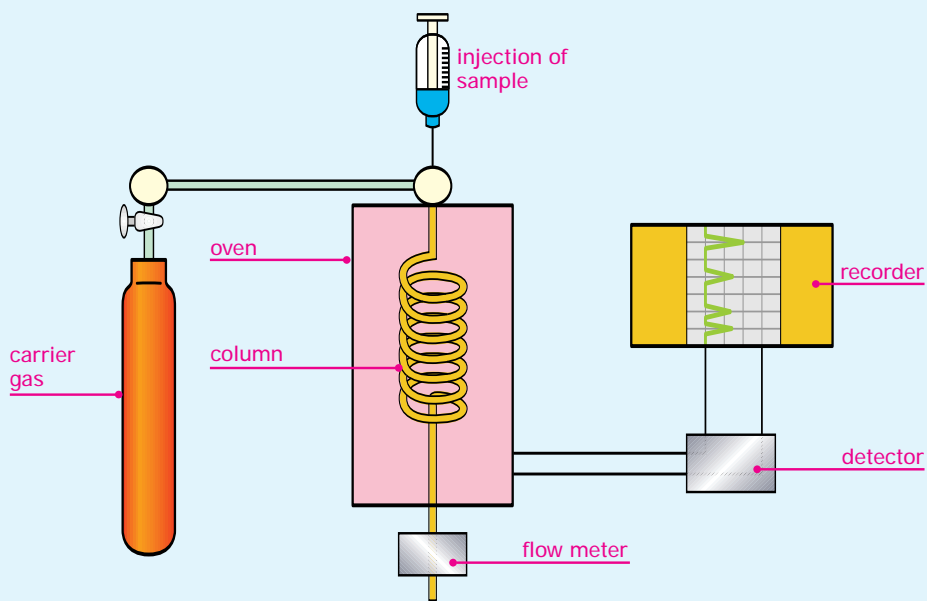 injection of
sample
oven
recorder
column
carrier
gas
detector
flow meter